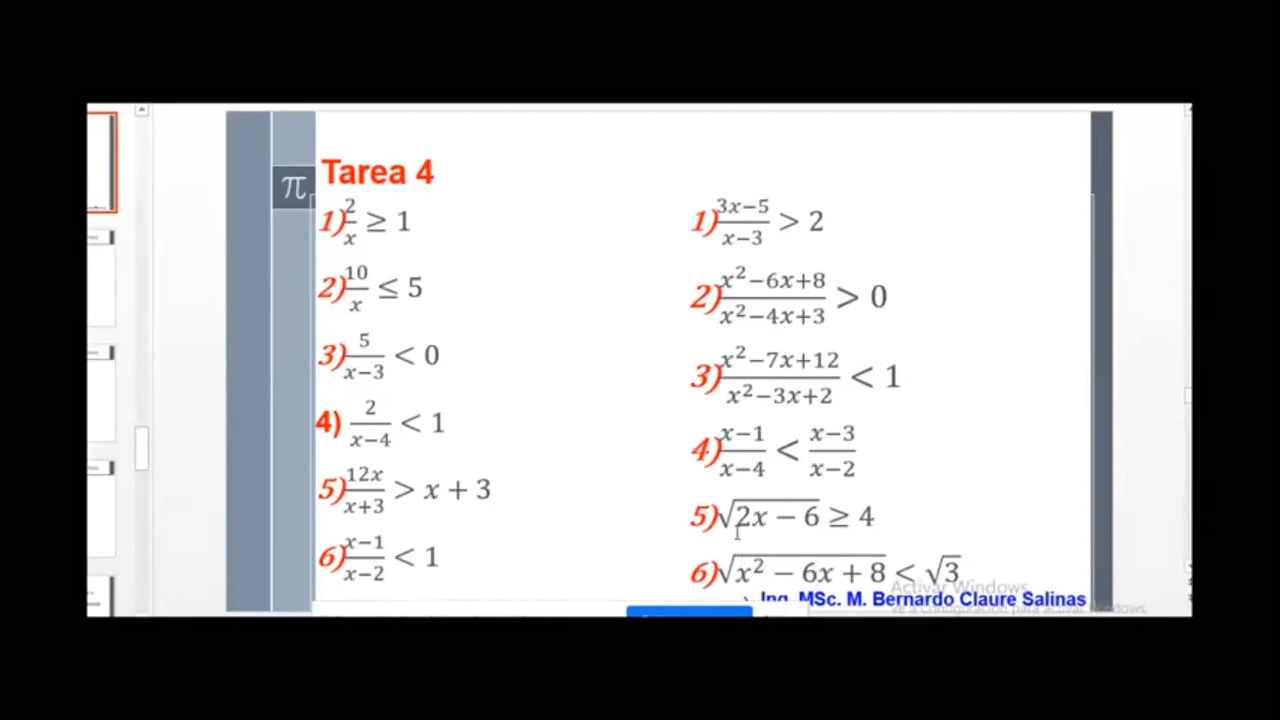 π
Tarea 4
1) 2/x ≥ 1
2) 10/x ≤ 5
3) 5/(x−3) < 0
4) 2/(x−4) < 1
5) 12x/(x+3) > x + 3
6) (x−1)/(x−2) < 1
1) (3x−5)/(x−3) > 2
2) (x²−6x+8)/(x²−4x+3) > 0
3) (x²−7x+12)/(x²−3x+2) < 1
4) (x−1)/(x−4) < (x−3)/(x−2)
5) √(2x − 6) ≥ 4
6) √(x² − 6x + 8) < √3
Activar Windows
Ing. MSc. M. Bernardo Claure Salinas